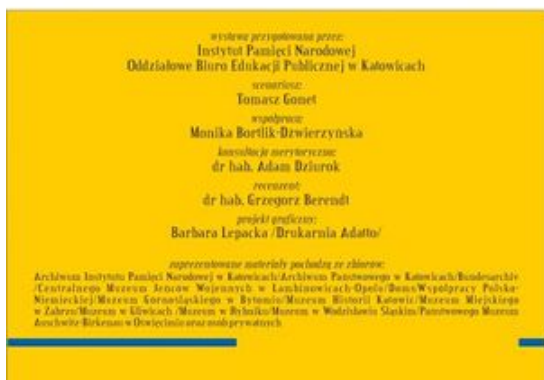 wystawa przygotowana przez:
Instytut Pamięci Narodowej
Oddziałowe Biuro Edukacji Publicznej w Katowicach
scenariusz:
Tomasz Gonet
współpraca:
Monika Bortlik-Dźwierzyńska
konsultacja merytoryczna:
dr hab. Adam Dziurok
recenzent:
dr hab. Grzegorz Berendt
projekt graficzny:
Barbara Łepacka /Drukarnia Adatto/
zaprezentowane materiały pochodzą ze zbiorów:
Archiwum Instytutu Pamięci Narodowej w Katowicach/Archiwum Państwowego w Katowicach/Bundesarchiv
/Centralnego Muzeum Jeńców Wojennych w Łambinowicach-Opolu/Domu Współpracy Polsko-
Niemieckiej/Muzeum Górnośląskiego w Bytomiu/Muzeum Historii Katowic/Muzeum Miejskiego
w Zabrzu/Muzeum w Gliwicach /Muzeum w Rybniku/Muzeum w Wodzisławiu Śląskim/Państwowego Muzeum
Auschwitz-Birkenau w Oświęcimiu oraz osób prywatnych